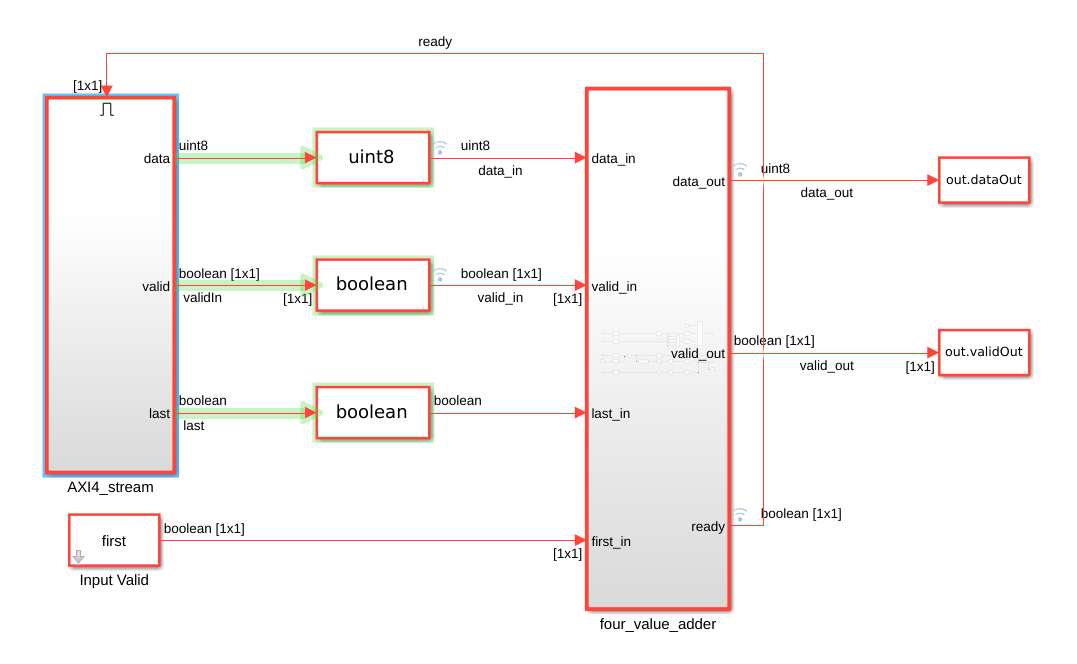 ready
[1x1]
data
uint8
uint8
uint8
data_in
data_in
data_out
uint8
data_out
out.dataOut
valid
boolean [1x1]
validIn
[1x1]
boolean
boolean [1x1]
valid_in
[1x1]
valid_in
valid_out
boolean [1x1]
valid_out
[1x1]
out.validOut
last
boolean
last
boolean
boolean
last_in
AXI4_stream
first
Input Valid
boolean [1x1]
[1x1]
first_in
ready
boolean [1x1]
four_value_adder